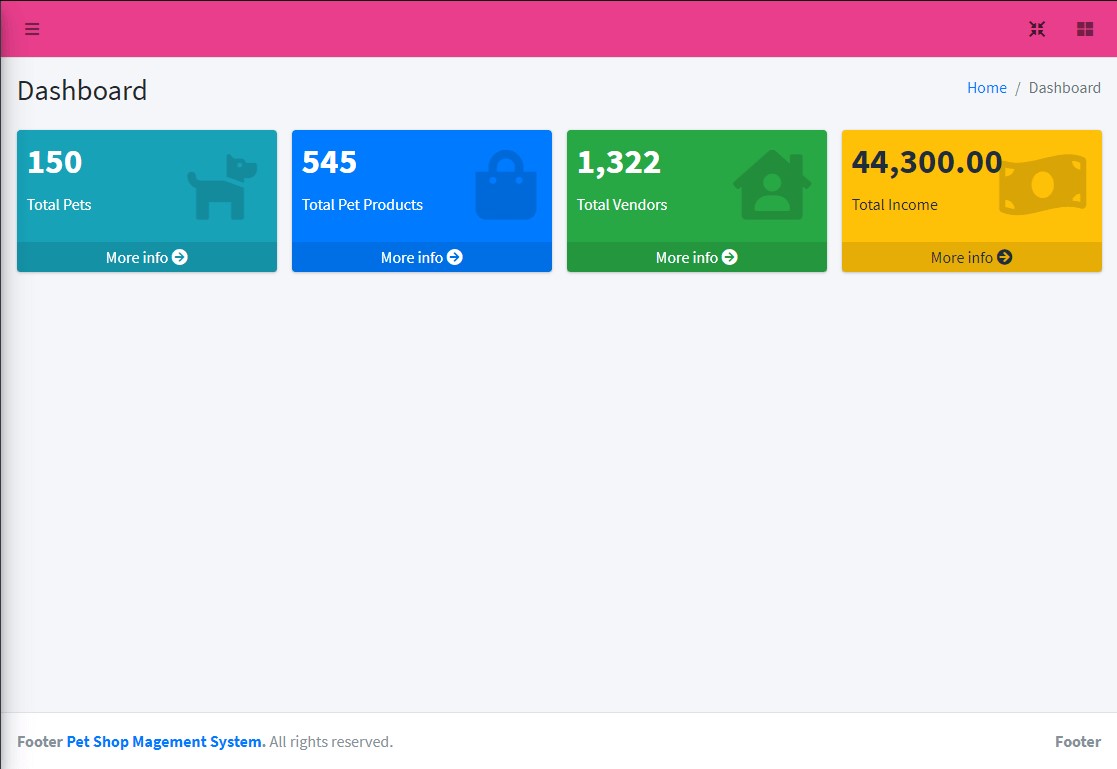 Dashboard
Home / Dashboard
150
Total Pets
More info
545
Total Pet Products
More info
1,322
Total Vendors
More info
44,300.00
Total Income
More info
Footer Pet Shop Magement System. All rights reserved.
Footer